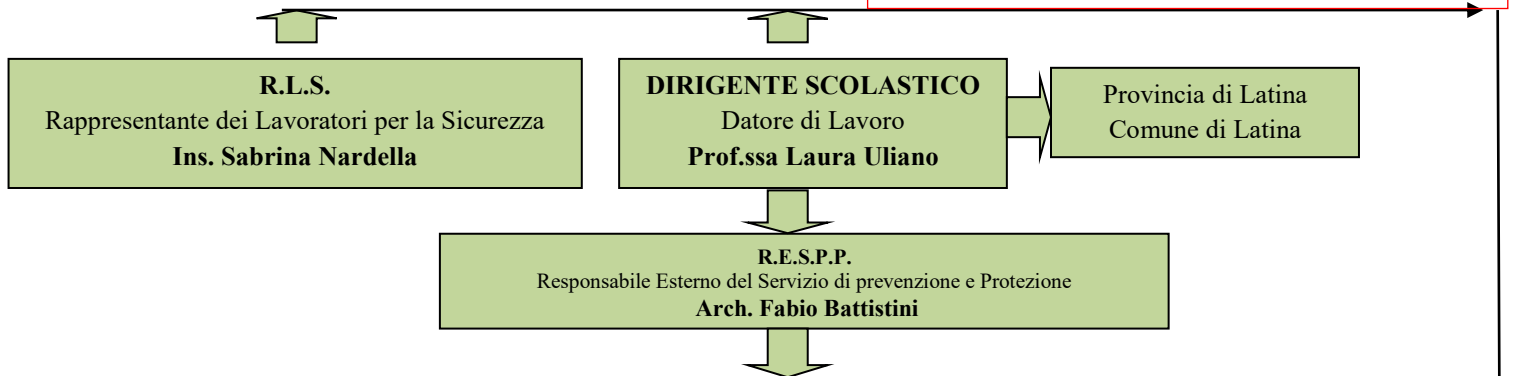 R.L.S.
Rappresentante dei Lavoratori per la Sicurezza
Ins. Sabrina Nardella
DIRIGENTE SCOLASTICO
Datore di Lavoro
Prof.ssa Laura Uliano
Provincia di Latina
Comune di Latina
R.E.S.P.P.
Responsabile Esterno del Servizio di prevenzione e Protezione
Arch. Fabio Battistini